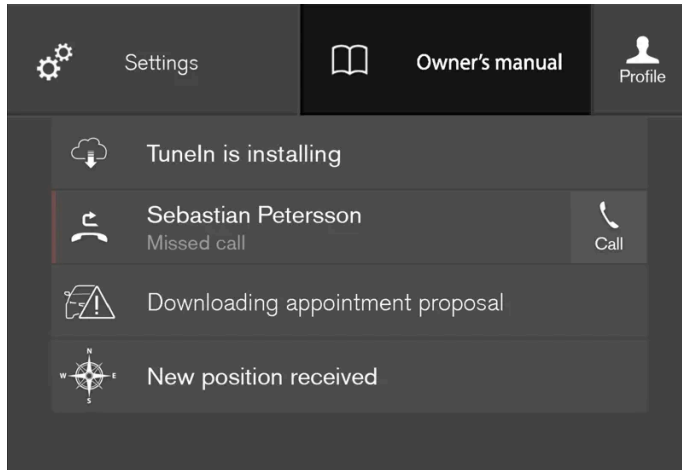 Settings
Owner's manual
Profile
TuneIn is installing
Sebastian Petersson
Missed call
Call
Downloading appointment proposal
N
W E
S
New position received